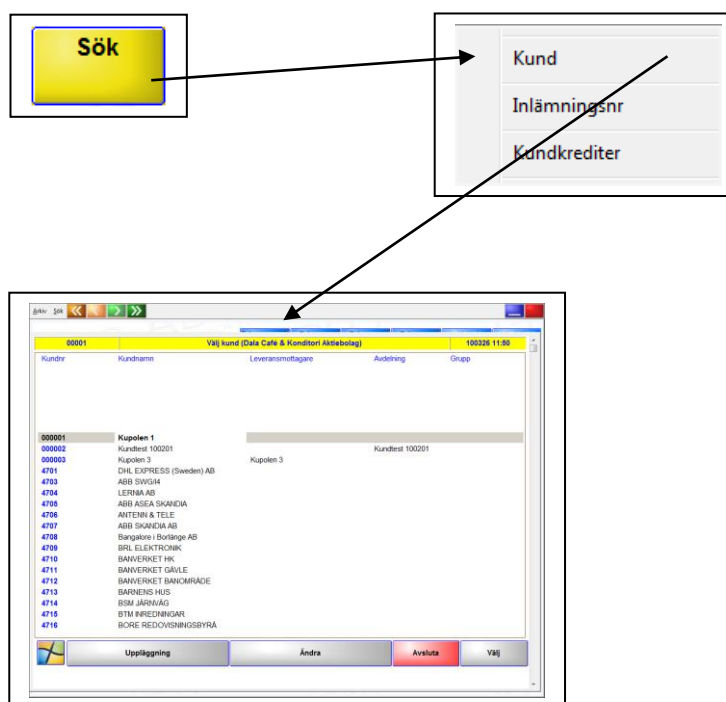 Sök
Kund
Inlämningsnr
Kundkrediter
Arkiv Sök
00001 Välj kund (Dala Café & Konditori Aktiebolag) 100326 11:50
Kundnr Kundnamn Leveransmottagare Avdelning Grupp
000001 Kupolen 1
000002 Kundtest 100201 Kundtest 100201
000003 Kupolen 3 Kupolen 3
4701 DHL EXPRESS (Sweden) AB
4703 ABB SWG/I4
4704 LERNIA AB
4705 ABB ASEA SKANDIA
4706 ANTENN & TELE
4707 ABB SKANDIA AB
4708 Bangalore i Borlänge AB
4709 BRL ELEKTRONIK
4710 BANVERKET HK
4711 BANVERKET GÄVLE
4712 BANVERKET BANOMRÅDE
4713 BARNENS HUS
4714 BSM JÄRNVÄG
4715 BTM INREDNINGAR
4716 BORE REDOVISNINGSBYRÅ
Uppläggning Ändra Avsluta Välj